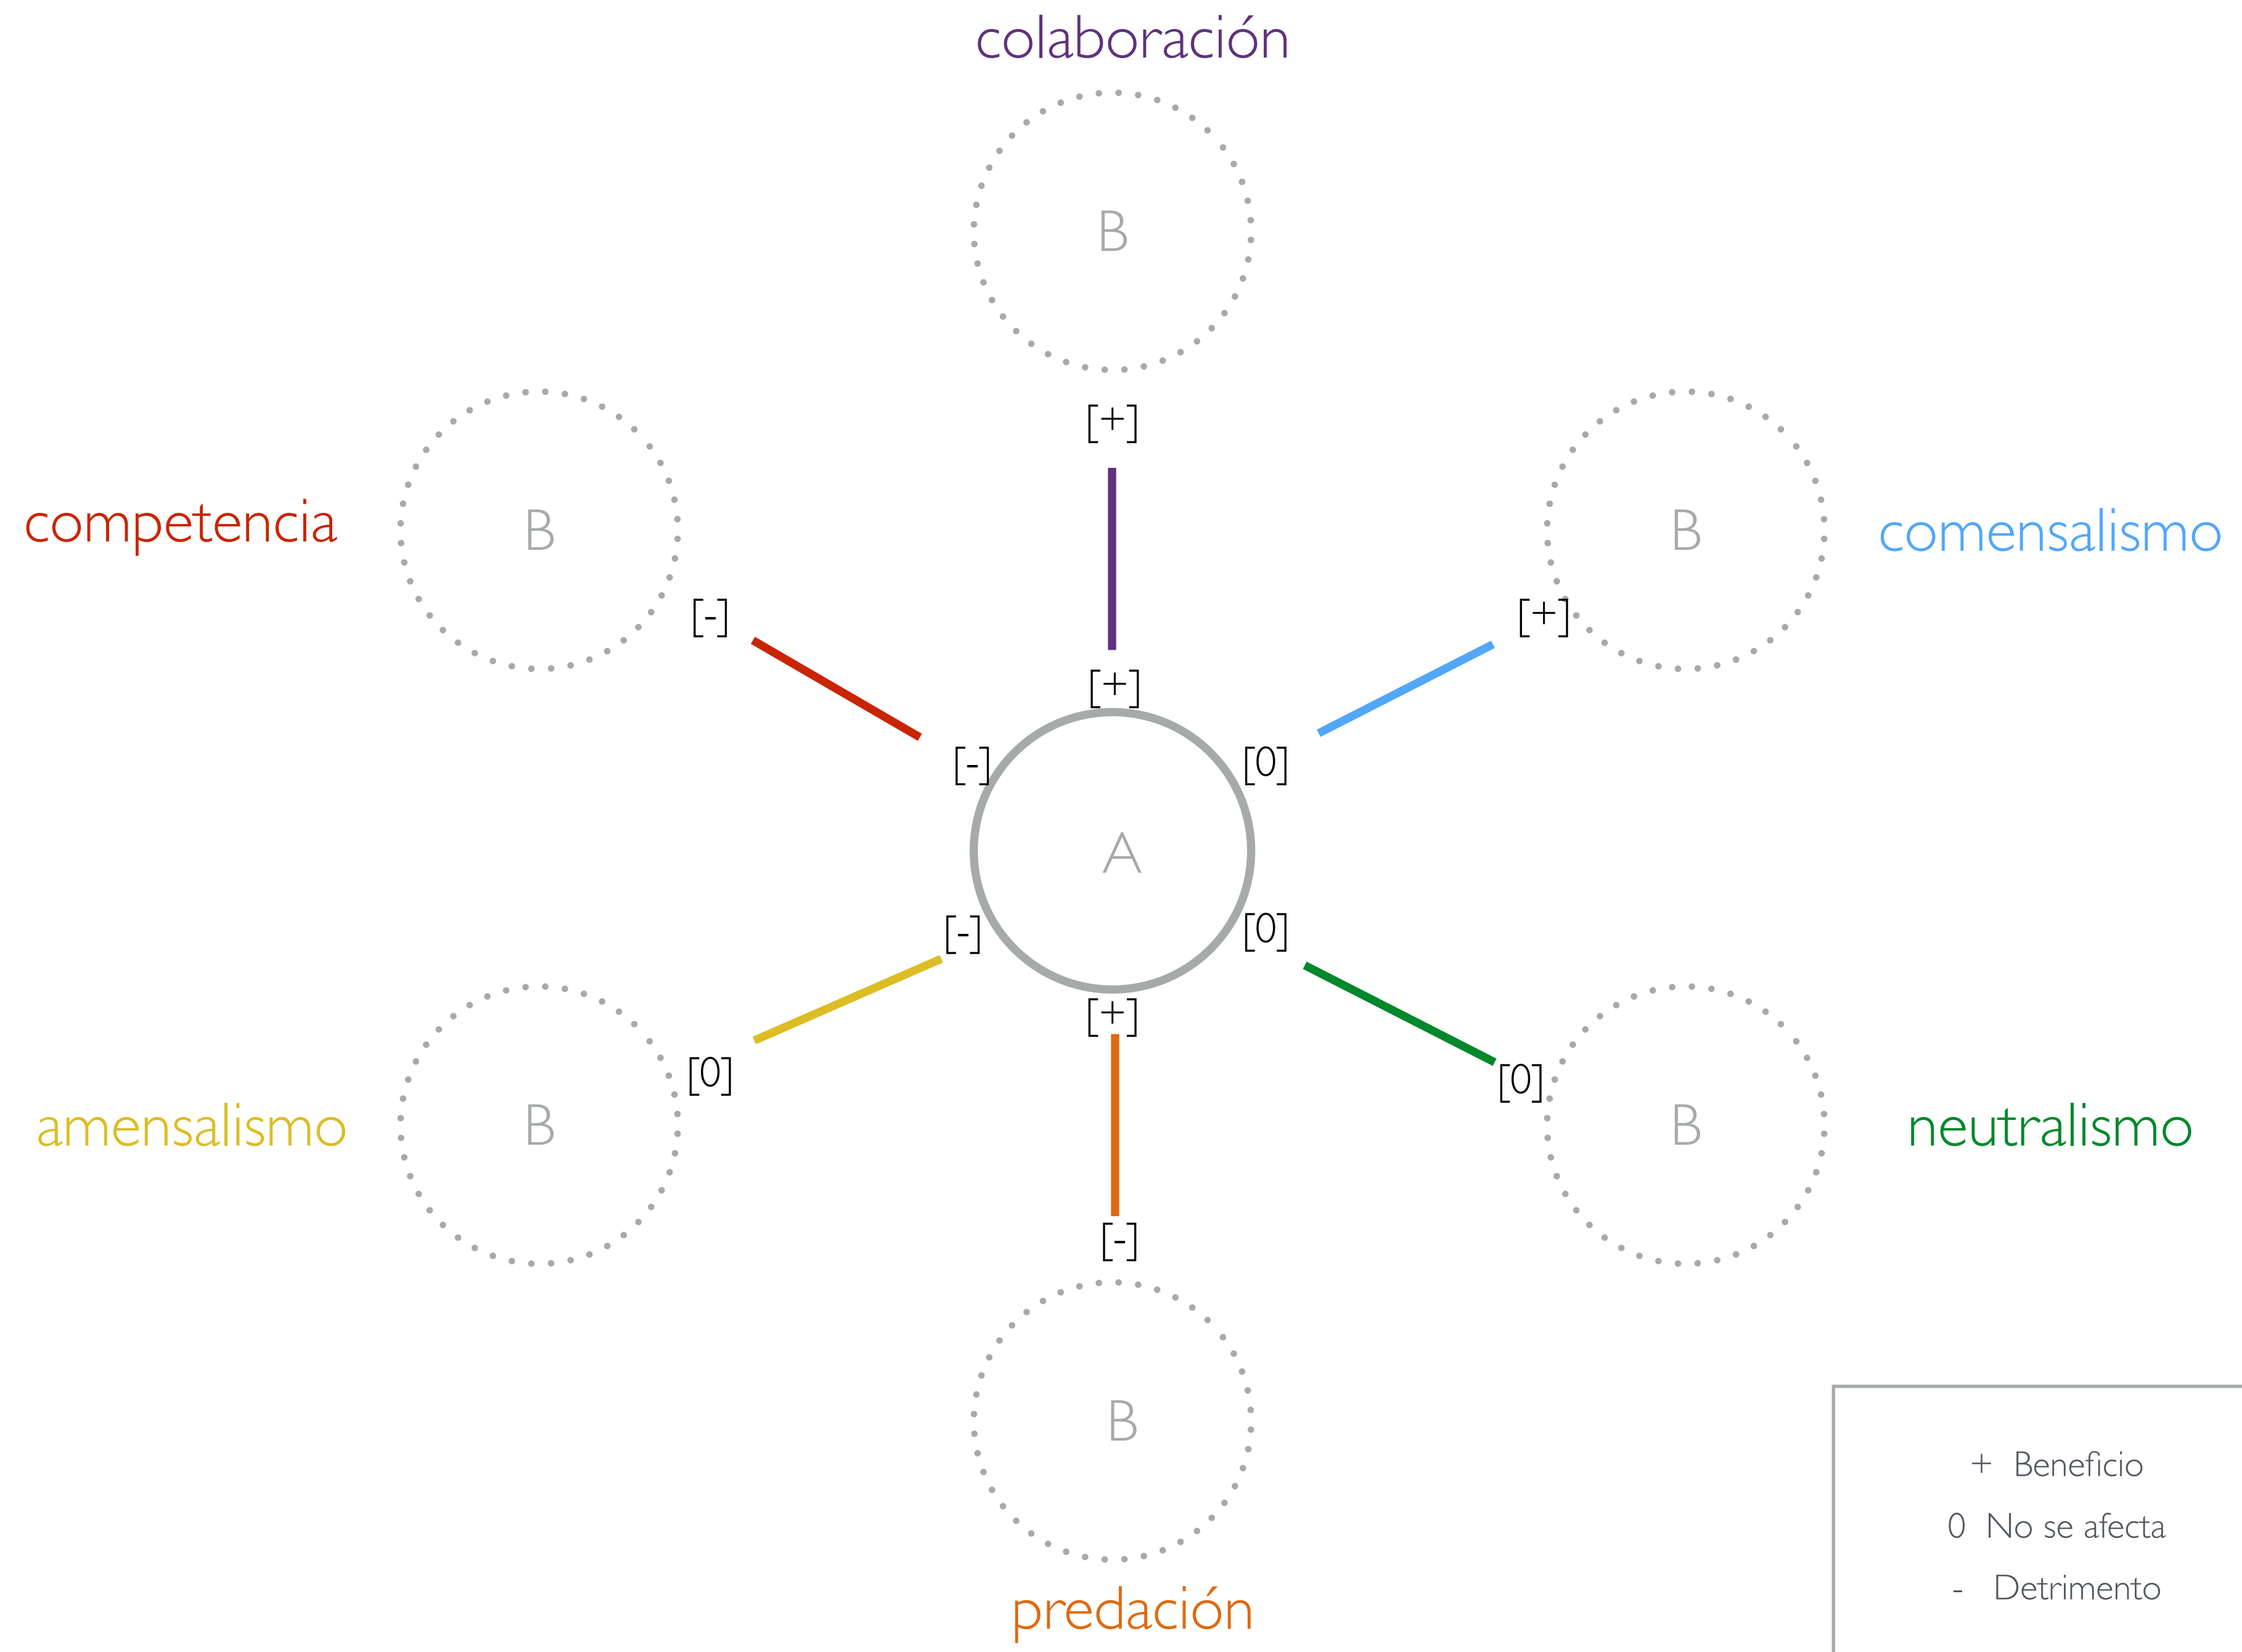 colaboración
B
[+]
competencia
B
B
comensalismo
[-]
[+]
[+]
[-]
[0]
A
[-]
[0]
[+]
[0]
[0]
amensalismo
B
B
neutralismo
[-]
B
predación
+ Beneficio
0 No se afecta
- Detrimento